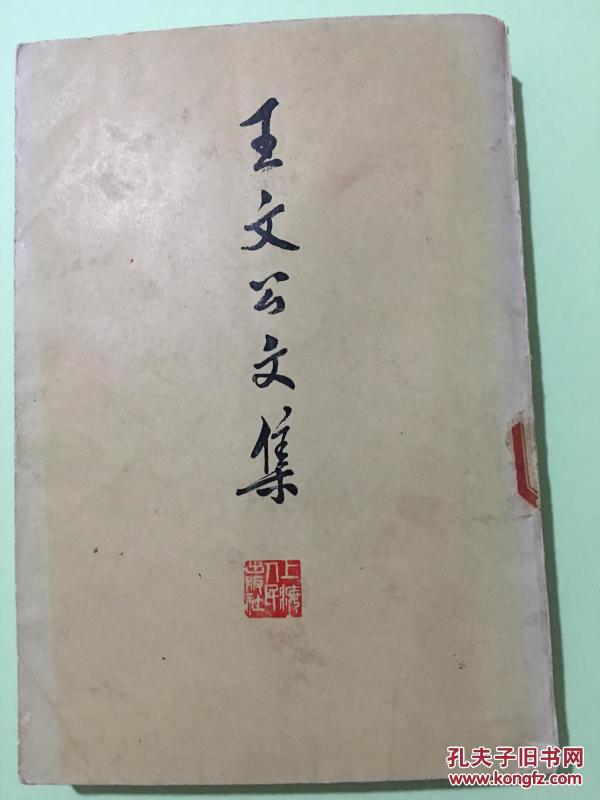 王文公文集
上海
人民
出版社
孔夫子旧书网
www.kongfz.com